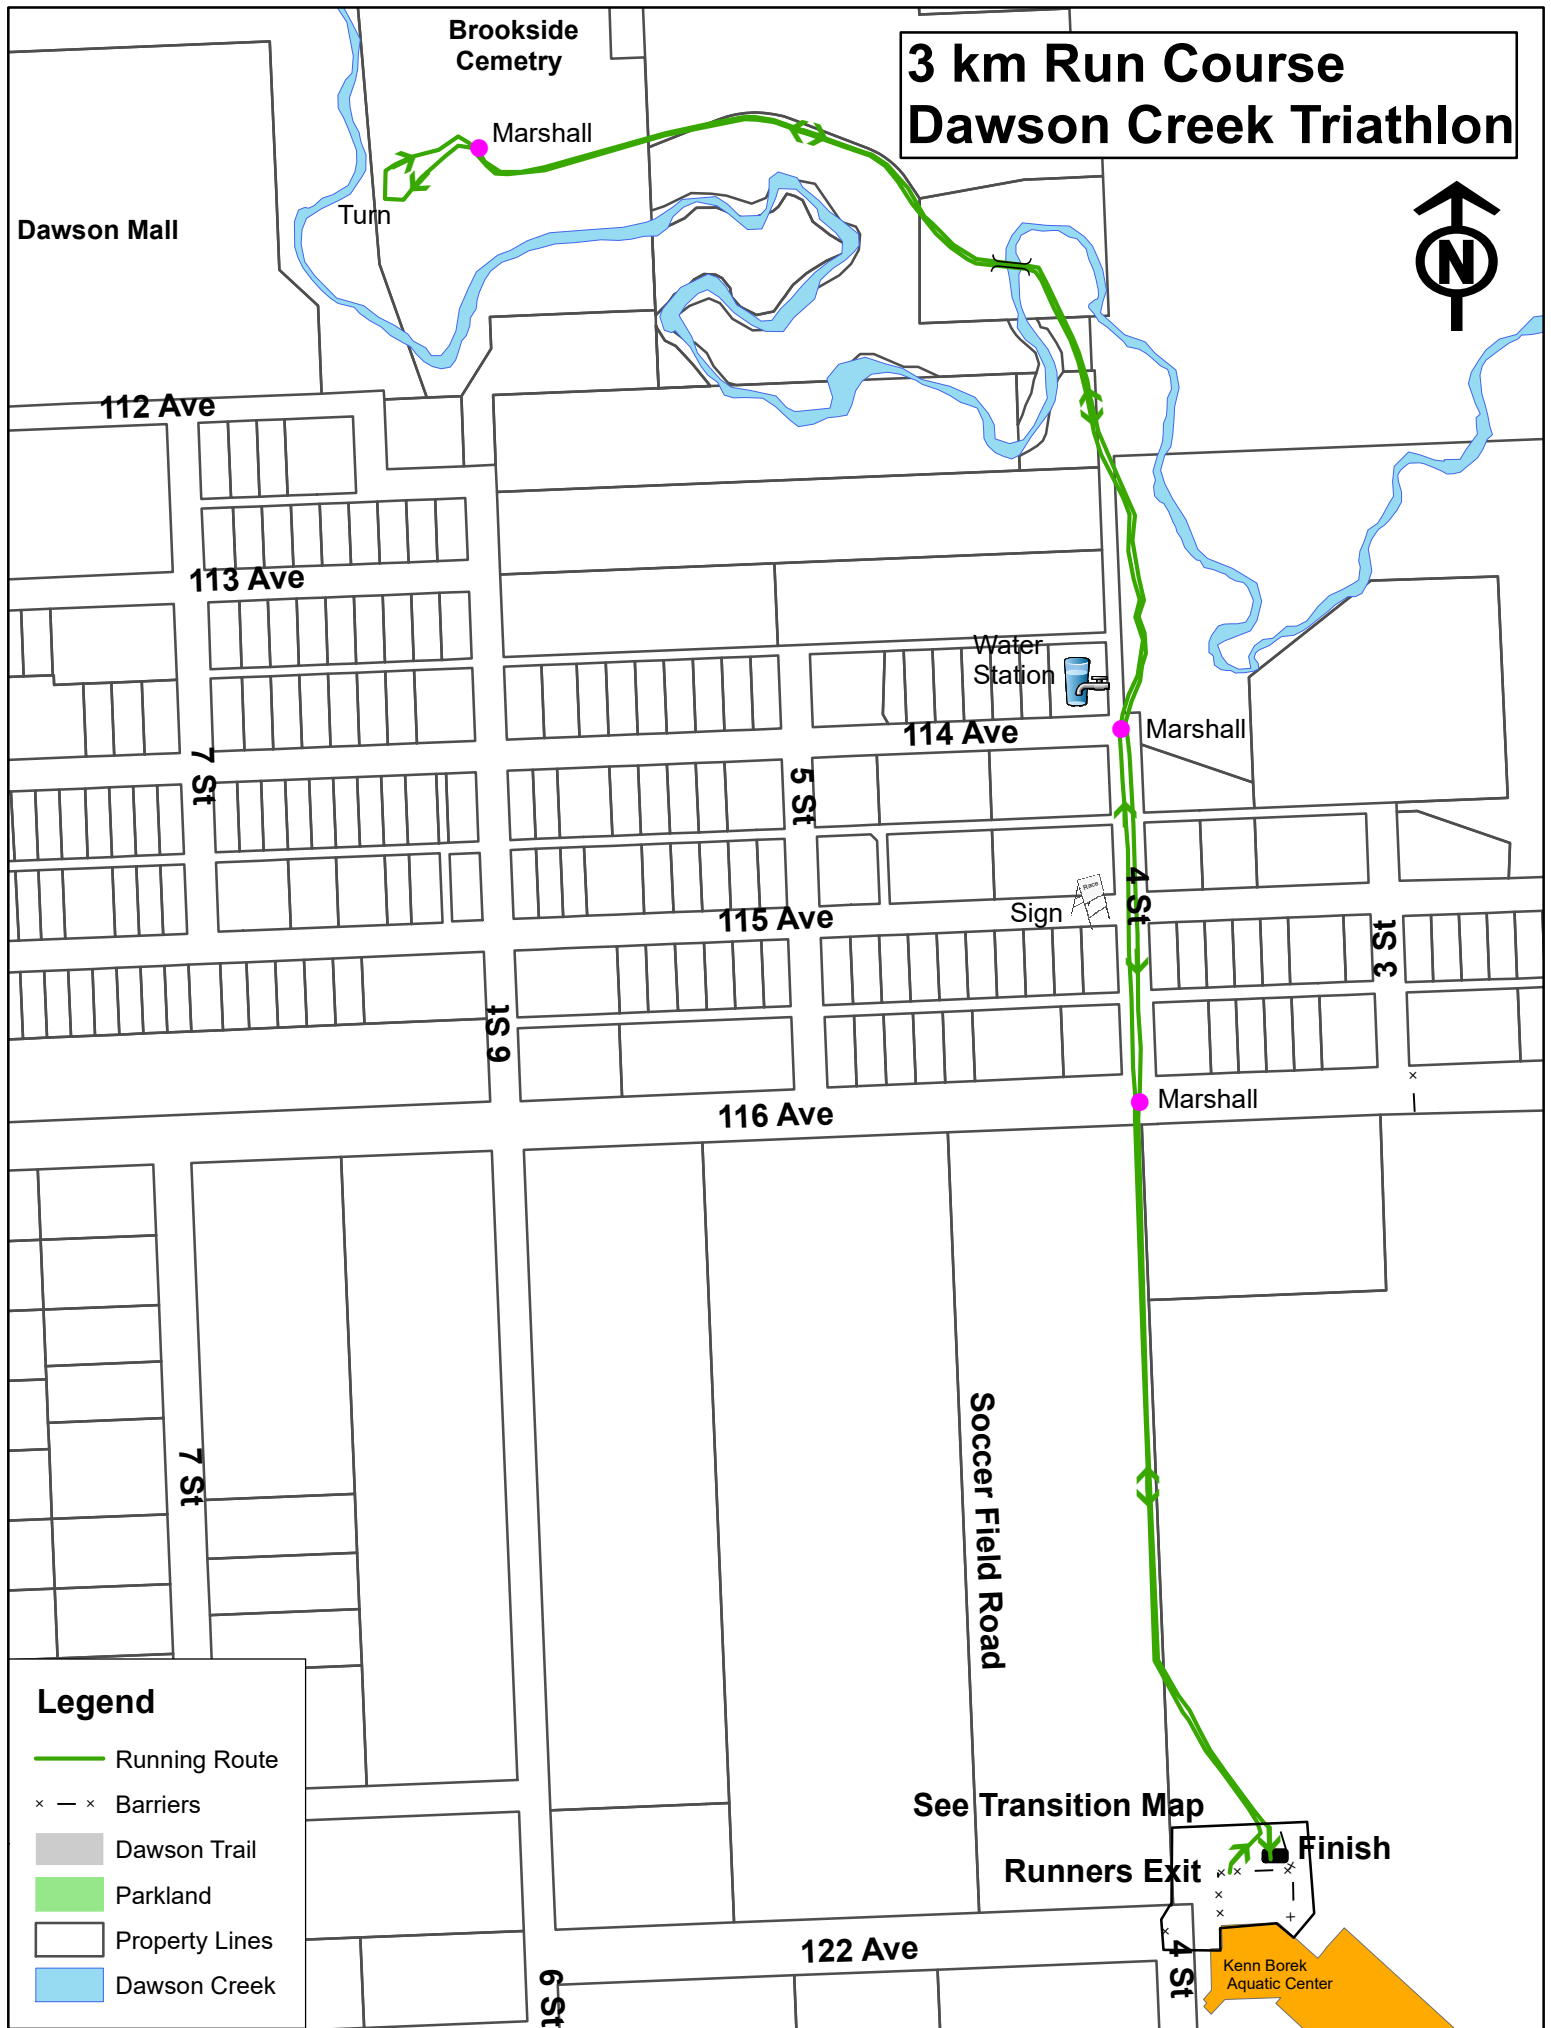 Brookside
Cemetery
3 km Run Course
Dawson Creek Triathlon
Marshall
Turn
Dawson Mall
N
112 Ave
113 Ave
Water
Station
114 Ave
Marshall
7 St
5 St
4 St
Race
Sign
115 Ave
3 St
6 St
Marshall
116 Ave
Soccer Field Road
7 St
Legend
Running Route
Barriers
Dawson Trail
Parkland
Property Lines
Dawson Creek
See Transition Map
Finish
Runners Exit
122 Ave
4 St
6 St
Kenn Borek
Aquatic Center